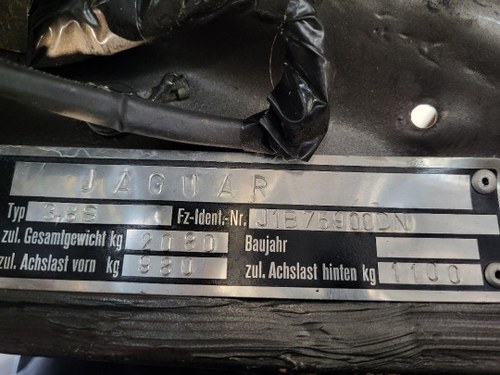 JAGUAR
Typ 3,8S Fz-Ident.-Nr. J1B76900DN
zul. Gesamtgewicht kg 2080 Baujahr
zul. Achslast vorn kg 980 zul. Achslast hinten kg 1100